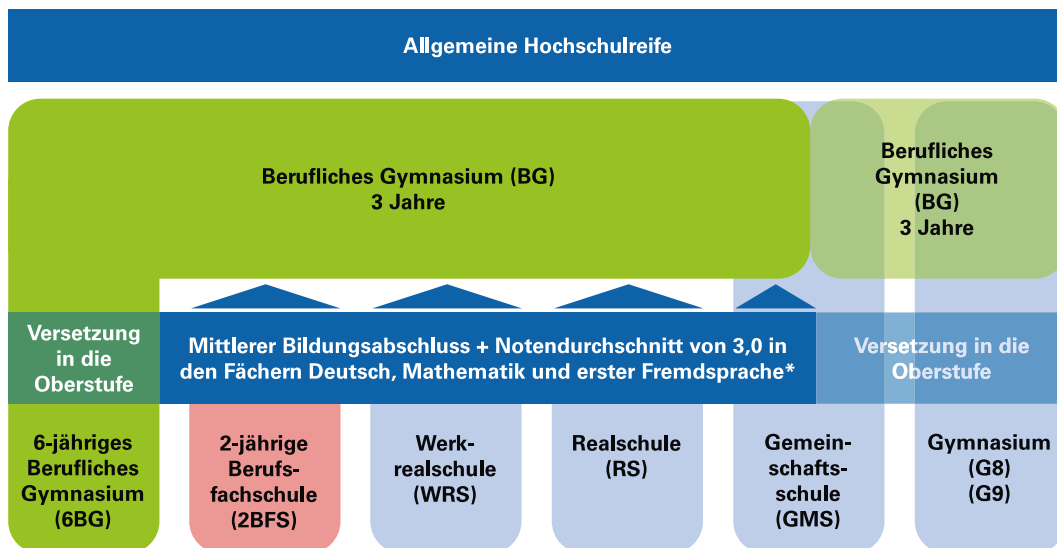 Allgemeine Hochschulreife
Berufliches Gymnasium (BG)
3 Jahre
Berufliches
Gymnasium
(BG)
3 Jahre
Versetzung
in die
Oberstufe
Mittlerer Bildungsabschluss + Notendurchschnitt von 3,0 in
den Fächern Deutsch, Mathematik und erster Fremdsprache*
Versetzung in die
Oberstufe
6-jähriges
Berufliches
Gymnasium
(6BG)
2-jährige
Berufs-
fachschule
(2BFS)
Werk-
realschule
(WRS)
Realschule
(RS)
Gemein-
schafts-
schule
(GMS)
Gymnasium
(G8)
(G9)